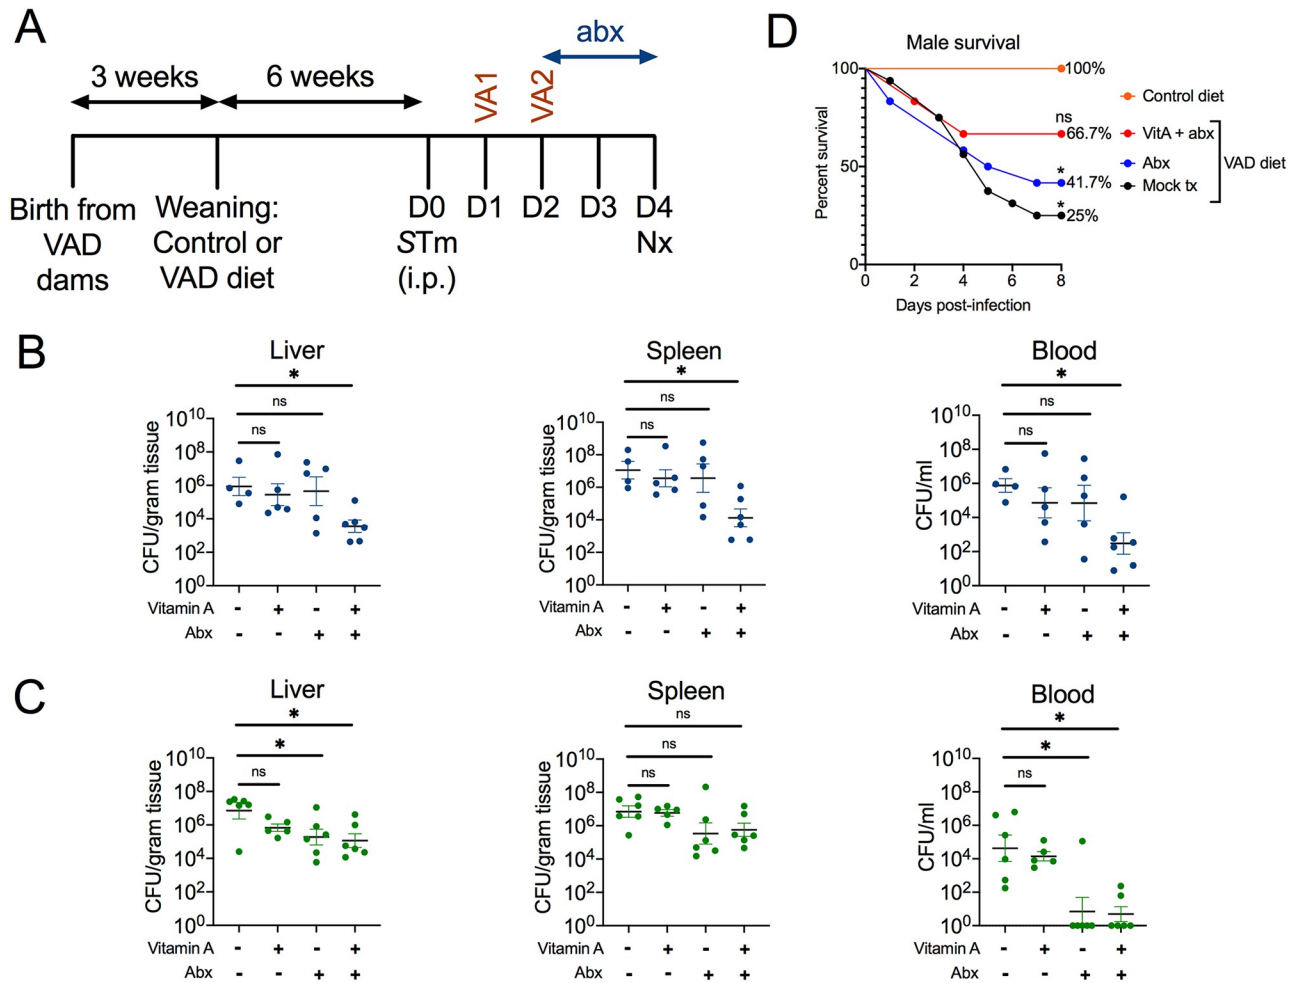 A
abx
3 weeks
6 weeks
VA1
VA2
Birth from
VAD
dams
Weaning:
Control or
VAD diet
D0
STm
(i.p.)
D1
D2
D3
D4
Nx
D
Male survival
Percent survival
100
50
0
0
2
4
6
8
Days post-infection
100%
ns
66.7%
*
41.7%
*
25%
Control diet
VitA + abx
Abx
Mock tx
VAD diet
B
Liver
*
ns
ns
CFU/gram tissue
10^10
10^8
10^6
10^4
10^2
10^0
Vitamin A - + - +
Abx - - + +
Spleen
*
ns
ns
CFU/gram tissue
10^10
10^8
10^6
10^4
10^2
10^0
Vitamin A - + - +
Abx - - + +
Blood
*
ns
ns
CFU/ml
10^10
10^8
10^6
10^4
10^2
10^0
Vitamin A - + - +
Abx - - + +
C
Liver
*
*
ns
CFU/gram tissue
10^10
10^8
10^6
10^4
10^2
10^0
Vitamin A - + - +
Abx - - + +
Spleen
ns
ns
ns
CFU/gram tissue
10^10
10^8
10^6
10^4
10^2
10^0
Vitamin A - + - +
Abx - - + +
Blood
*
*
ns
CFU/ml
10^10
10^8
10^6
10^4
10^2
10^0
Vitamin A - + - +
Abx - - + +